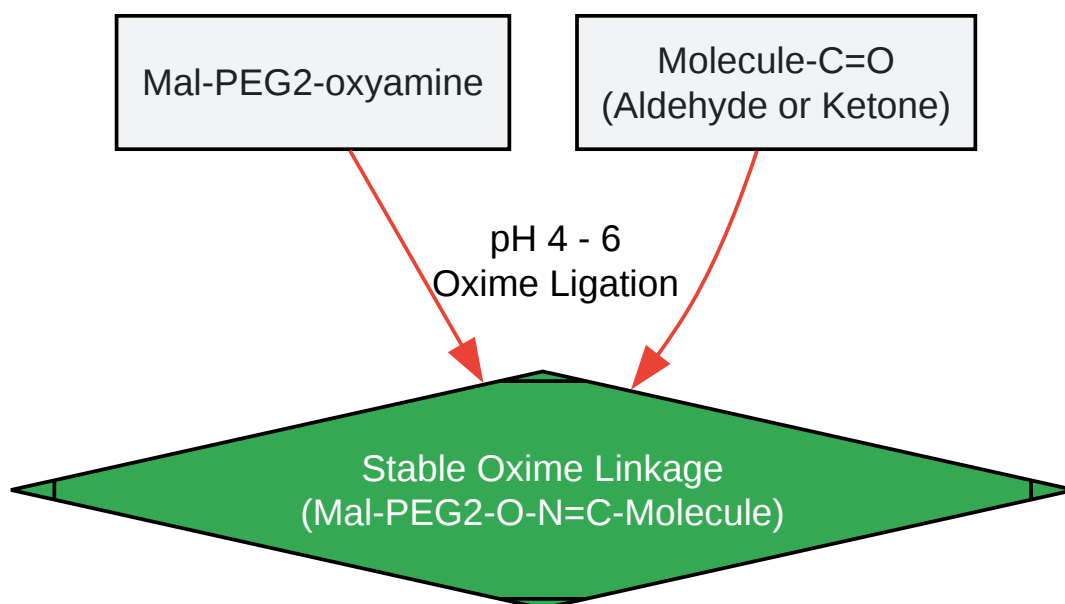 Mal-PEG2-oxyamine
Molecule-C=O
(Aldehyde or Ketone)
pH 4 - 6
Oxime Ligation
Stable Oxime Linkage
(Mal-PEG2-O-N=C-Molecule)